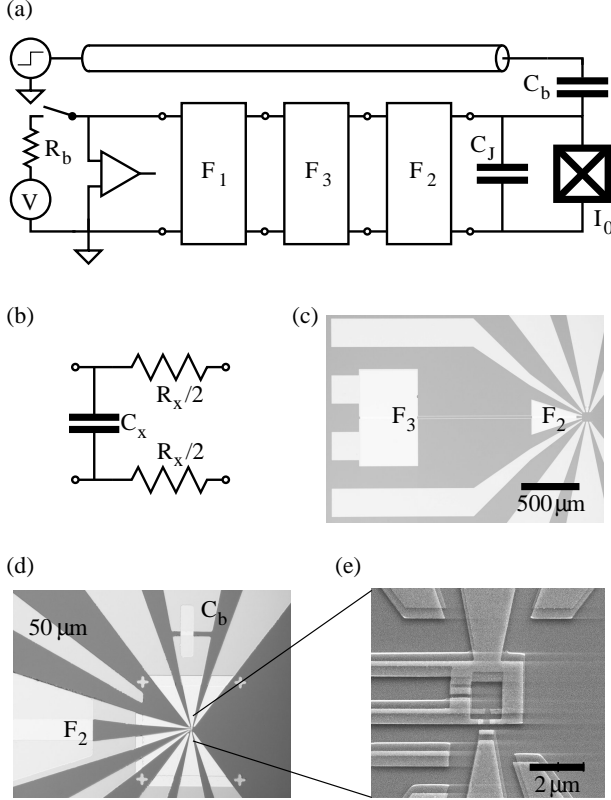 (a)
C_b
R_b
V
F_1
F_3
F_2
C_J
I_0
(b)
R_x/2
C_x
R_x/2
(c)
F_3
F_2
500 μm
(d)
50 μm
C_b
F_2
(e)
2 μm